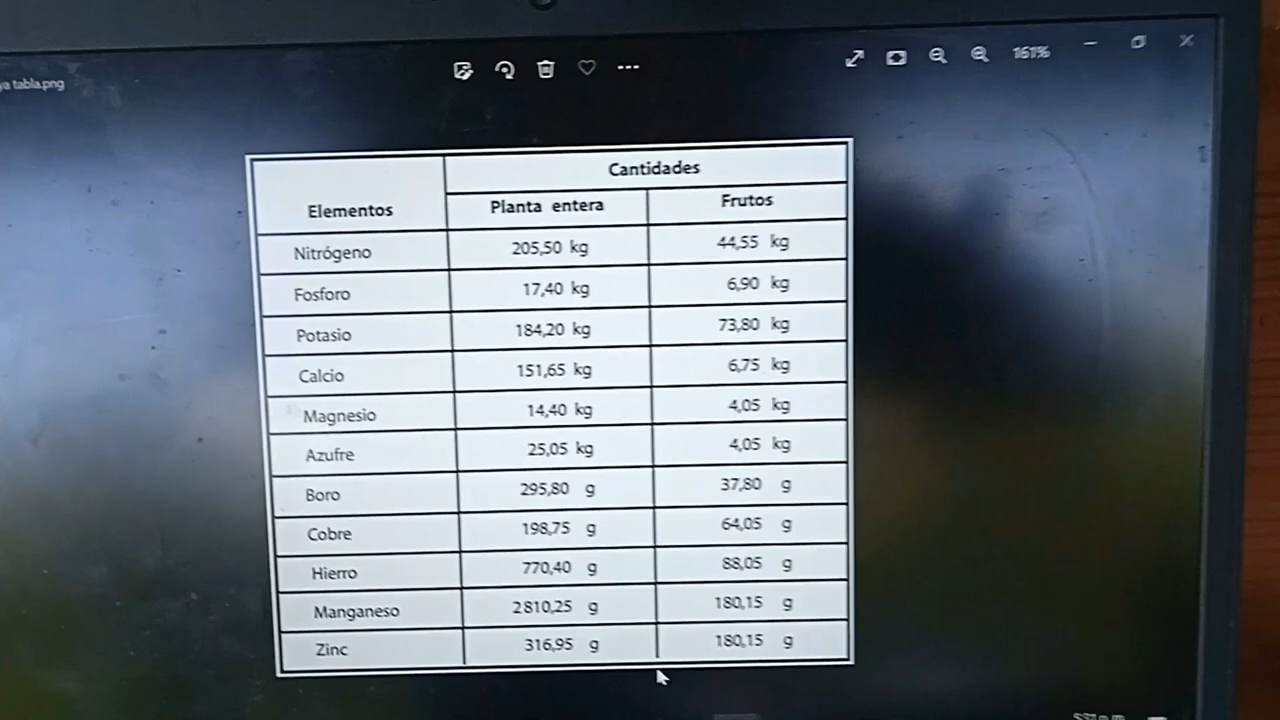 tabla.png
161%
Cantidades
Elementos Planta entera Frutos
Nitrógeno 205,50 kg 44,55 kg
Fosforo 17,40 kg 6,90 kg
Potasio 184,20 kg 73,80 kg
Calcio 151,65 kg 6,75 kg
Magnesio 14,40 kg 4,05 kg
Azufre 25,05 kg 4,05 kg
Boro 295,80 g 37,80 g
Cobre 198,75 g 64,05 g
Hierro 770,40 g 88,05 g
Manganeso 2810,25 g 180,15 g
Zinc 316,95 g 180,15 g